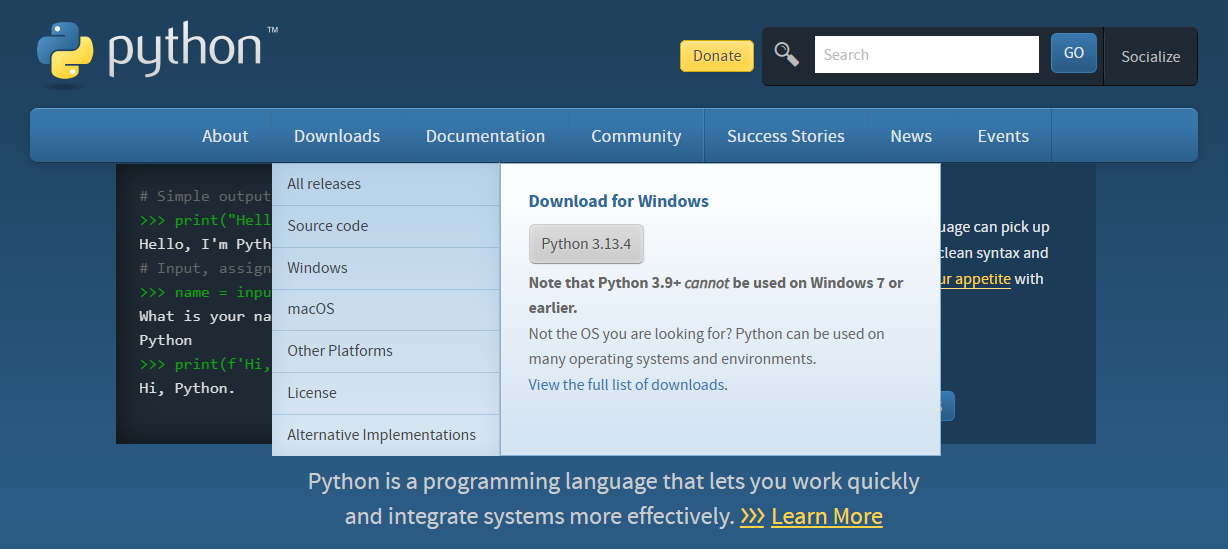 python™
Donate
Search
GO
Socialize
About
Downloads
Documentation
Community
Success Stories
News
Events
# Simple output
>>> print("Hell
Hello, I'm Pyth
# Input, assign
>>> name = inpu
What is your na
Python
>>> print(f'Hi,
Hi, Python.
All releases
Source code
Windows
macOS
Other Platforms
License
Alternative Implementations
Download for Windows
Python 3.13.4
Note that Python 3.9+ cannot be used on Windows 7 or
earlier.
Not the OS you are looking for? Python can be used on
many operating systems and environments.
View the full list of downloads.
uage can pick up
clean syntax and
ur appetite with
Python is a programming language that lets you work quickly
and integrate systems more effectively. >>> Learn More